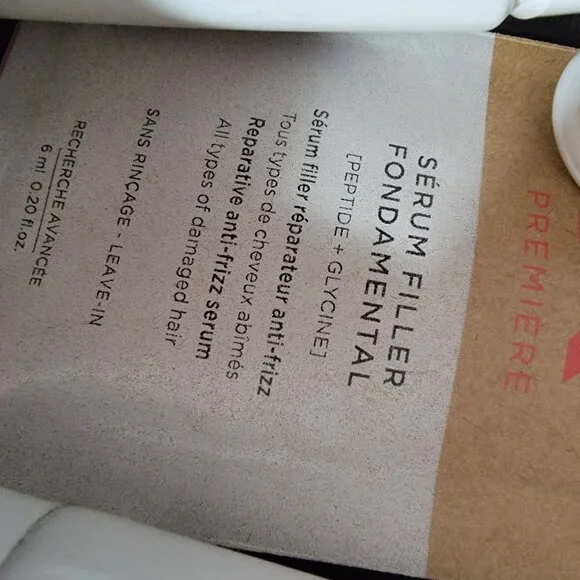 PREMIÈRE
SÉRUM FILLER
FONDAMENTAL
[PEPTIDE + GLYCINE]
Sérum filler réparateur anti-frizz
Tous types de cheveux abîmés
Reparative anti-frizz serum
All types of damaged hair
SANS RINÇAGE - LEAVE-IN
RECHERCHE AVANCÉE
6 ml 0.20 fl.oz.